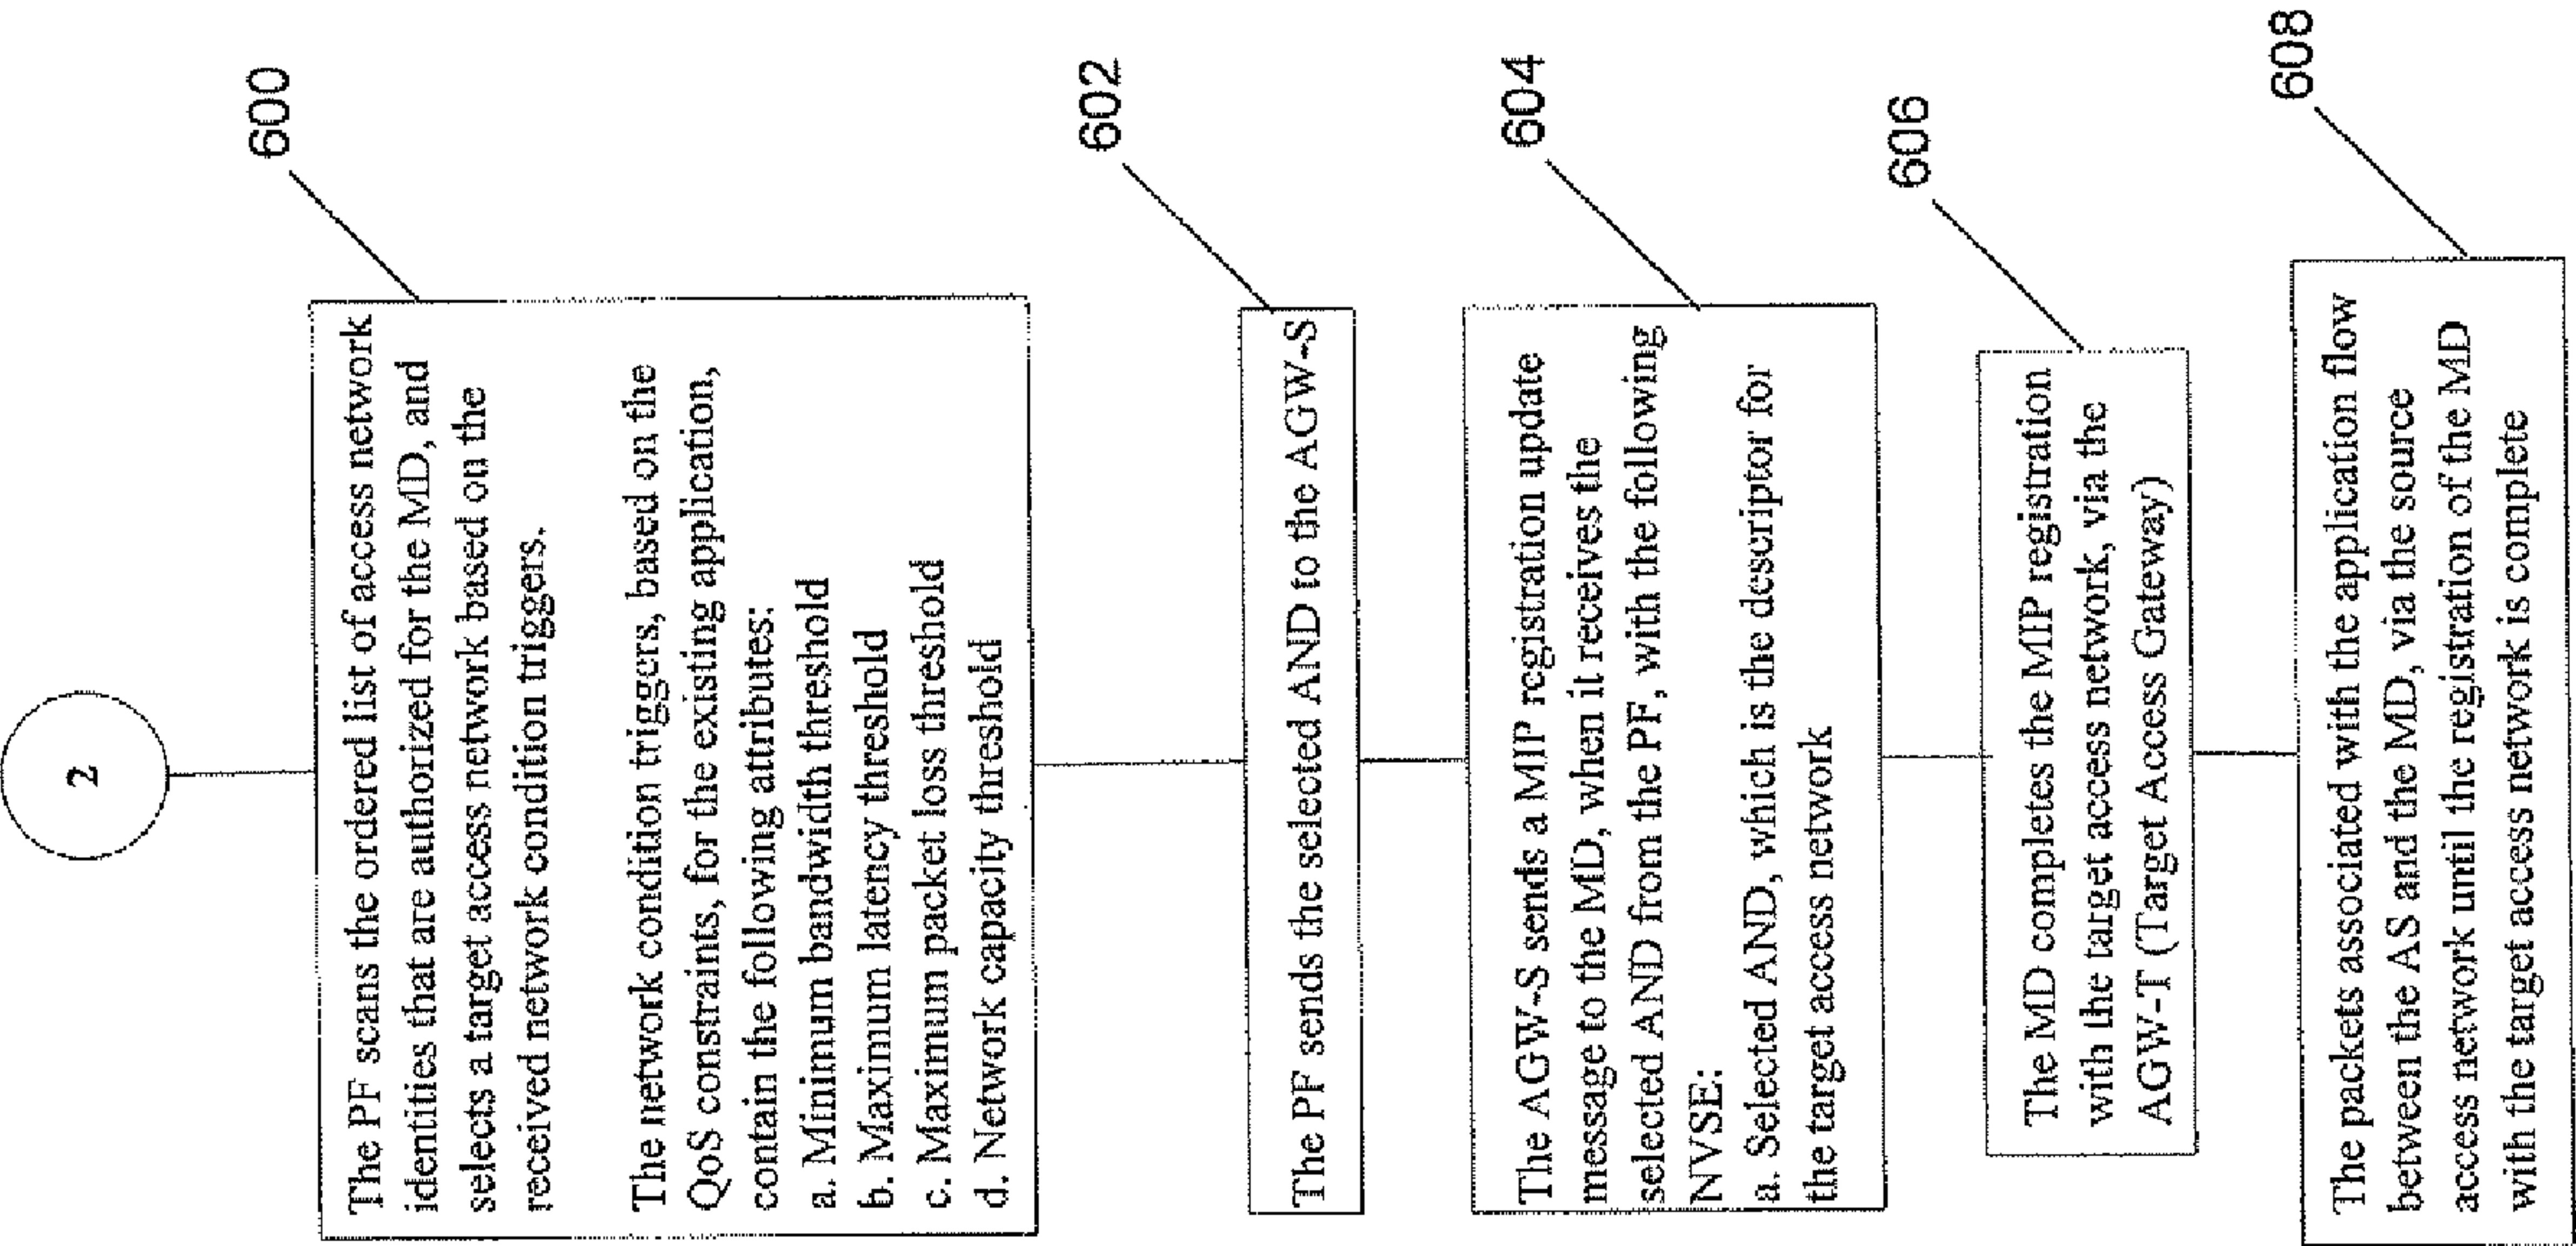 2
600
The PF scans the ordered list of access network
identities that are authorized for the MD, and
selects a target access network based on the
received network condition triggers.
The network condition triggers, based on the
QoS constraints, for the existing application,
contain the following attributes:
a. Minimum bandwidth threshold
b. Maximum latency threshold
c. Maximum packet loss threshold
d. Network capacity threshold
602
The PF sends the selected AND to the AGW-S
604
The AGW-S sends a MIP registration update
message to the MD, when it receives the
selected AND from the PF, with the following
NVSE:
a. Selected AND, which is the descriptor for
the target access network
606
The MD completes the MIP registration
with the target access network, via the
AGW-T (Target Access Gateway)
608
The packets associated with the application flow
between the AS and the MD, via the source
access network until the registration of the MD
with the target access network is complete